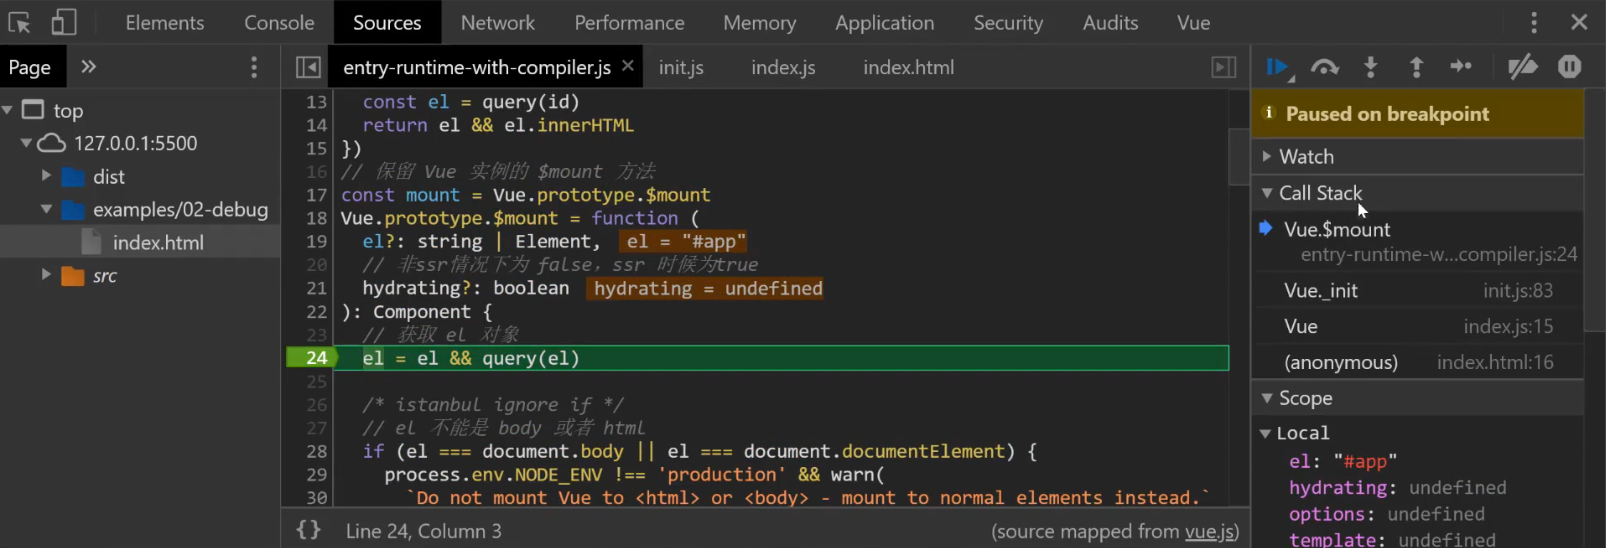 Elements Console Sources Network Performance Memory Application Security Audits Vue
Page
top
127.0.0.1:5500
dist
examples/02-debug
index.html
src
entry-runtime-with-compiler.js × init.js index.js index.html
13 const el = query(id)
14 return el && el.innerHTML
15 })
16 // 保留 Vue 实例的 $mount 方法
17 const mount = Vue.prototype.$mount
18 Vue.prototype.$mount = function (
19 el?: string | Element, el = "#app"
20 // 非ssr情况下为 false，ssr 时候为true
21 hydrating?: boolean hydrating = undefined
22 ): Component {
23 // 获取 el 对象
24 el = el && query(el)
25
26 /* istanbul ignore if */
27 // el 不能是 body 或者 html
28 if (el === document.body || el === document.documentElement) {
29 process.env.NODE_ENV !== 'production' && warn(
30 `Do not mount Vue to <html> or <body> - mount to normal elements instead.`
{} Line 24, Column 3 (source mapped from vue.js)
Paused on breakpoint
Watch
Call Stack
Vue.$mount
entry-runtime-w...compiler.js:24
Vue._init init.js:83
Vue index.js:15
(anonymous) index.html:16
Scope
Local
el: "#app"
hydrating: undefined
options: undefined
template: undefined